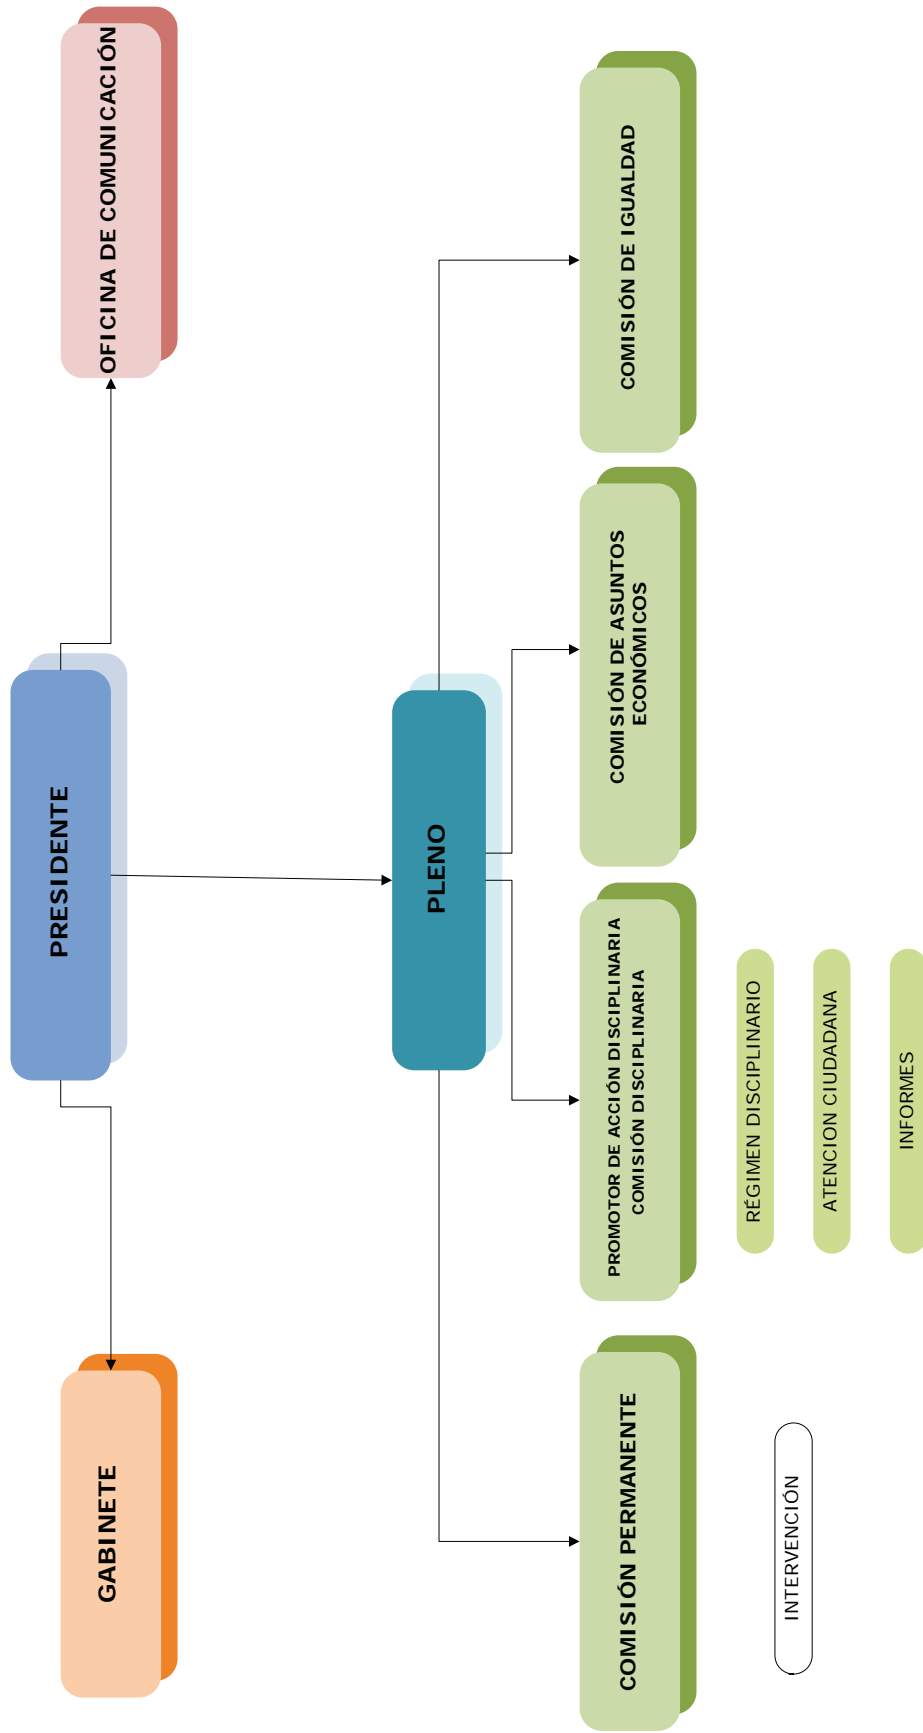 PRESIDENTE
GABINETE
OFICINA DE COMUNICACIÓN
PLENO
COMISIÓN PERMANENTE
PROMOTOR DE ACCIÓN DISCIPLINARIA
COMISIÓN DISCIPLINARIA
COMISIÓN DE ASUNTOS
ECONÓMICOS
COMISIÓN DE IGUALDAD
RÉGIMEN DISCIPLINARIO
INTERVENCIÓN
ATENCION CIUDADANA
INFORMES